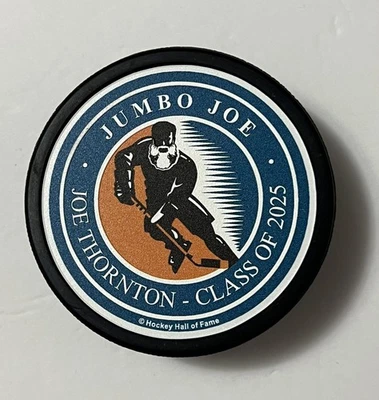 JUMBO JOE
JOE THORNTON - CLASS OF 2025
© Hockey Hall of Fame